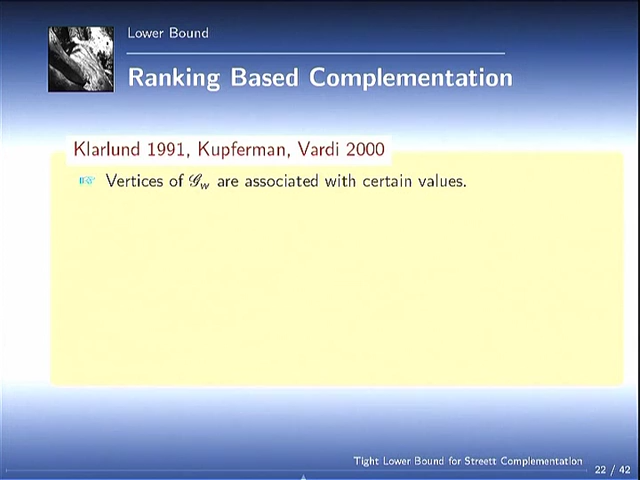 Lower Bound
Ranking Based Complementation
Klarlund 1991, Kupferman, Vardi 2000
☞ Vertices of 𝒢w are associated with certain values.
Tight Lower Bound for Streett Complementation
22 / 42